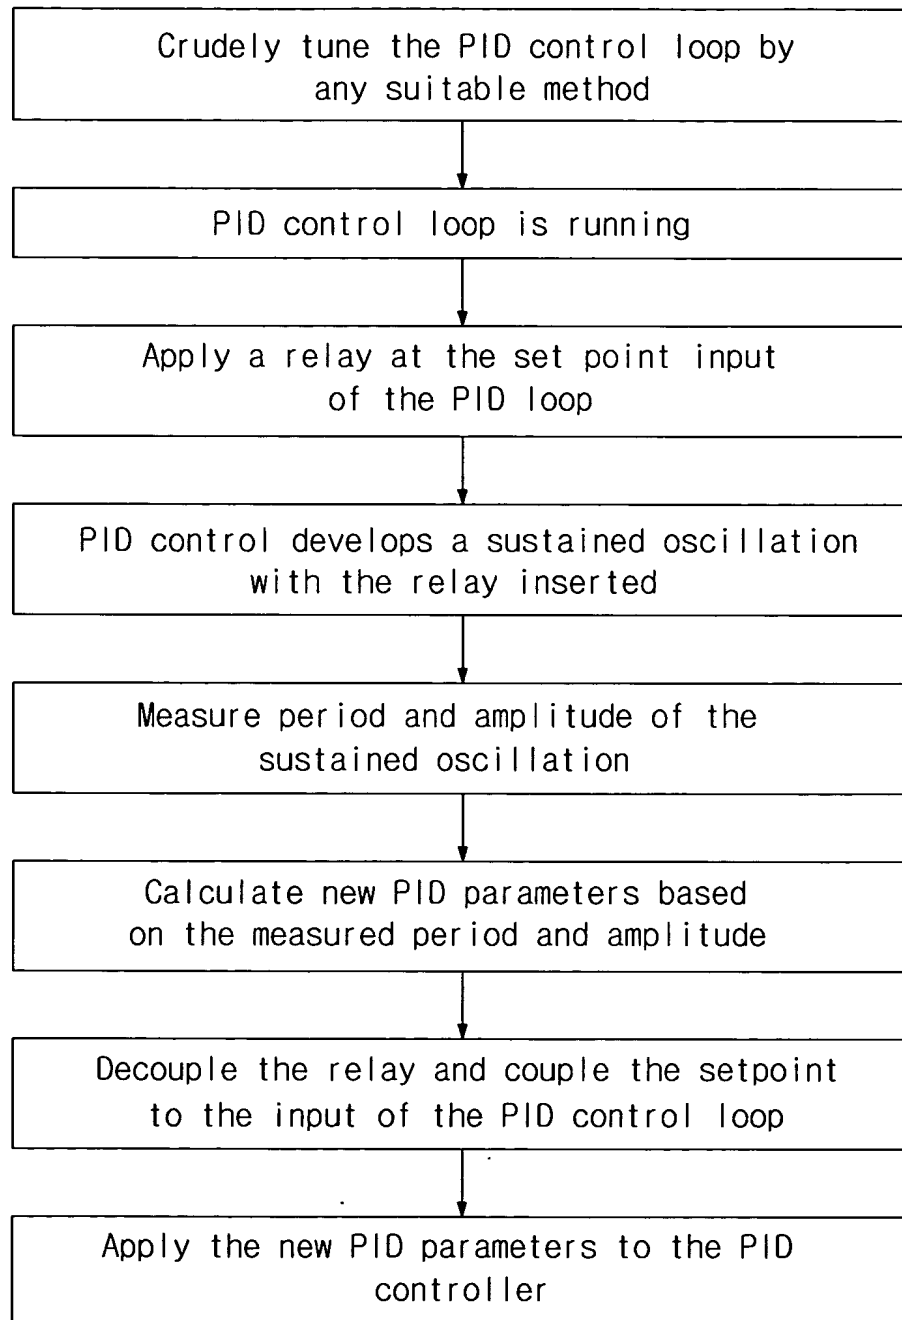 Crudely tune the PID control loop by
any suitable method
PID control loop is running
Apply a relay at the set point input
of the PID loop
PID control develops a sustained oscillation
with the relay inserted
Measure period and amplitude of the
sustained oscillation
Calculate new PID parameters based
on the measured period and amplitude
Decouple the relay and couple the setpoint
to the input of the PID control loop
Apply the new PID parameters to the PID
controller